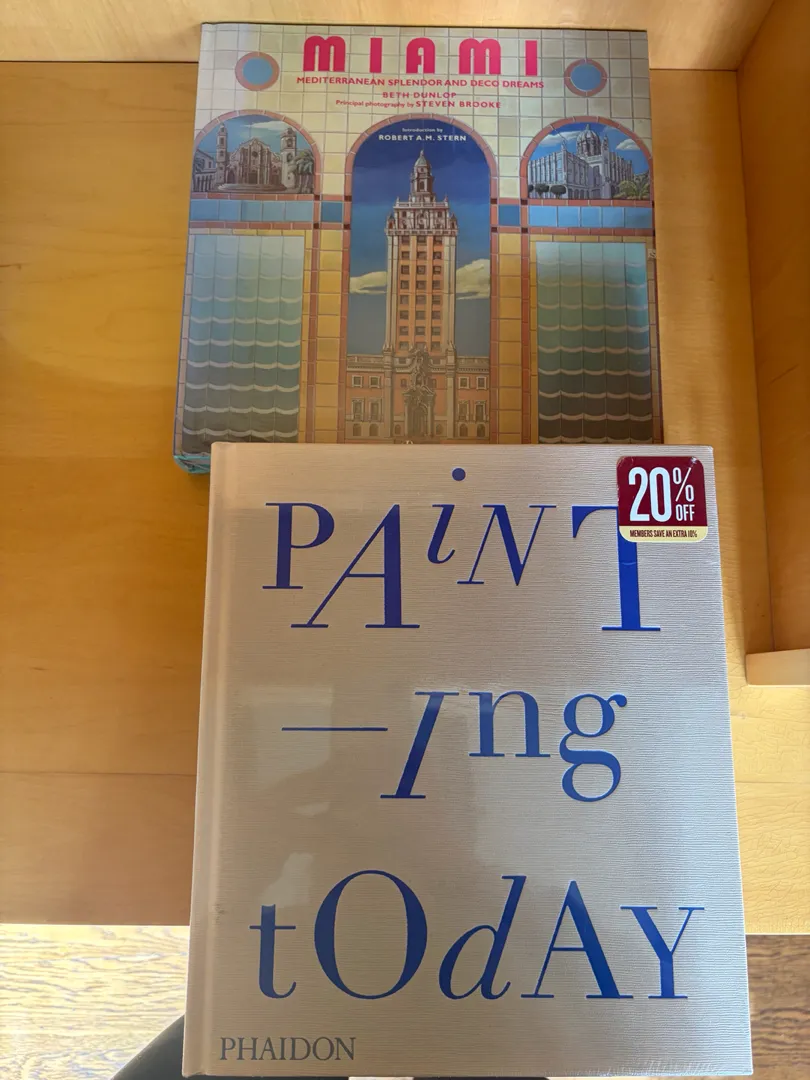 MIAMI
MEDITERRANEAN SPLENDOR AND DECO DREAMS
BETH DUNLOP
Principal photography by STEVEN BROOKE
Introduction by
ROBERT A.M. STERN
20% OFF
MEMBERS SAVE AN EXTRA 10%
PAiNT
—Ing
tOdAY
PHAIDON